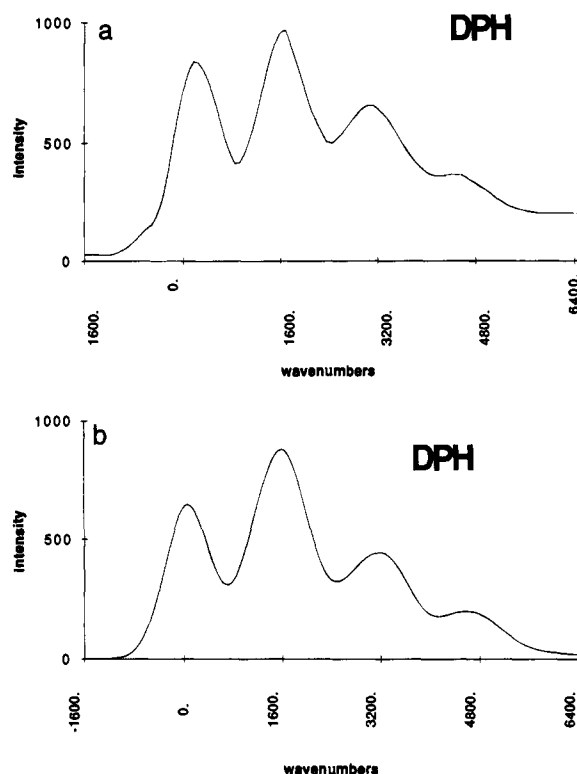 a
DPH
1000
500
0
intensity
1600.
0.
1600.
3200.
4800.
6400.
wavenumbers
b
DPH
1000
500
0
intensity
-1600.
0.
1600.
3200.
4800.
6400.
wavenumbers